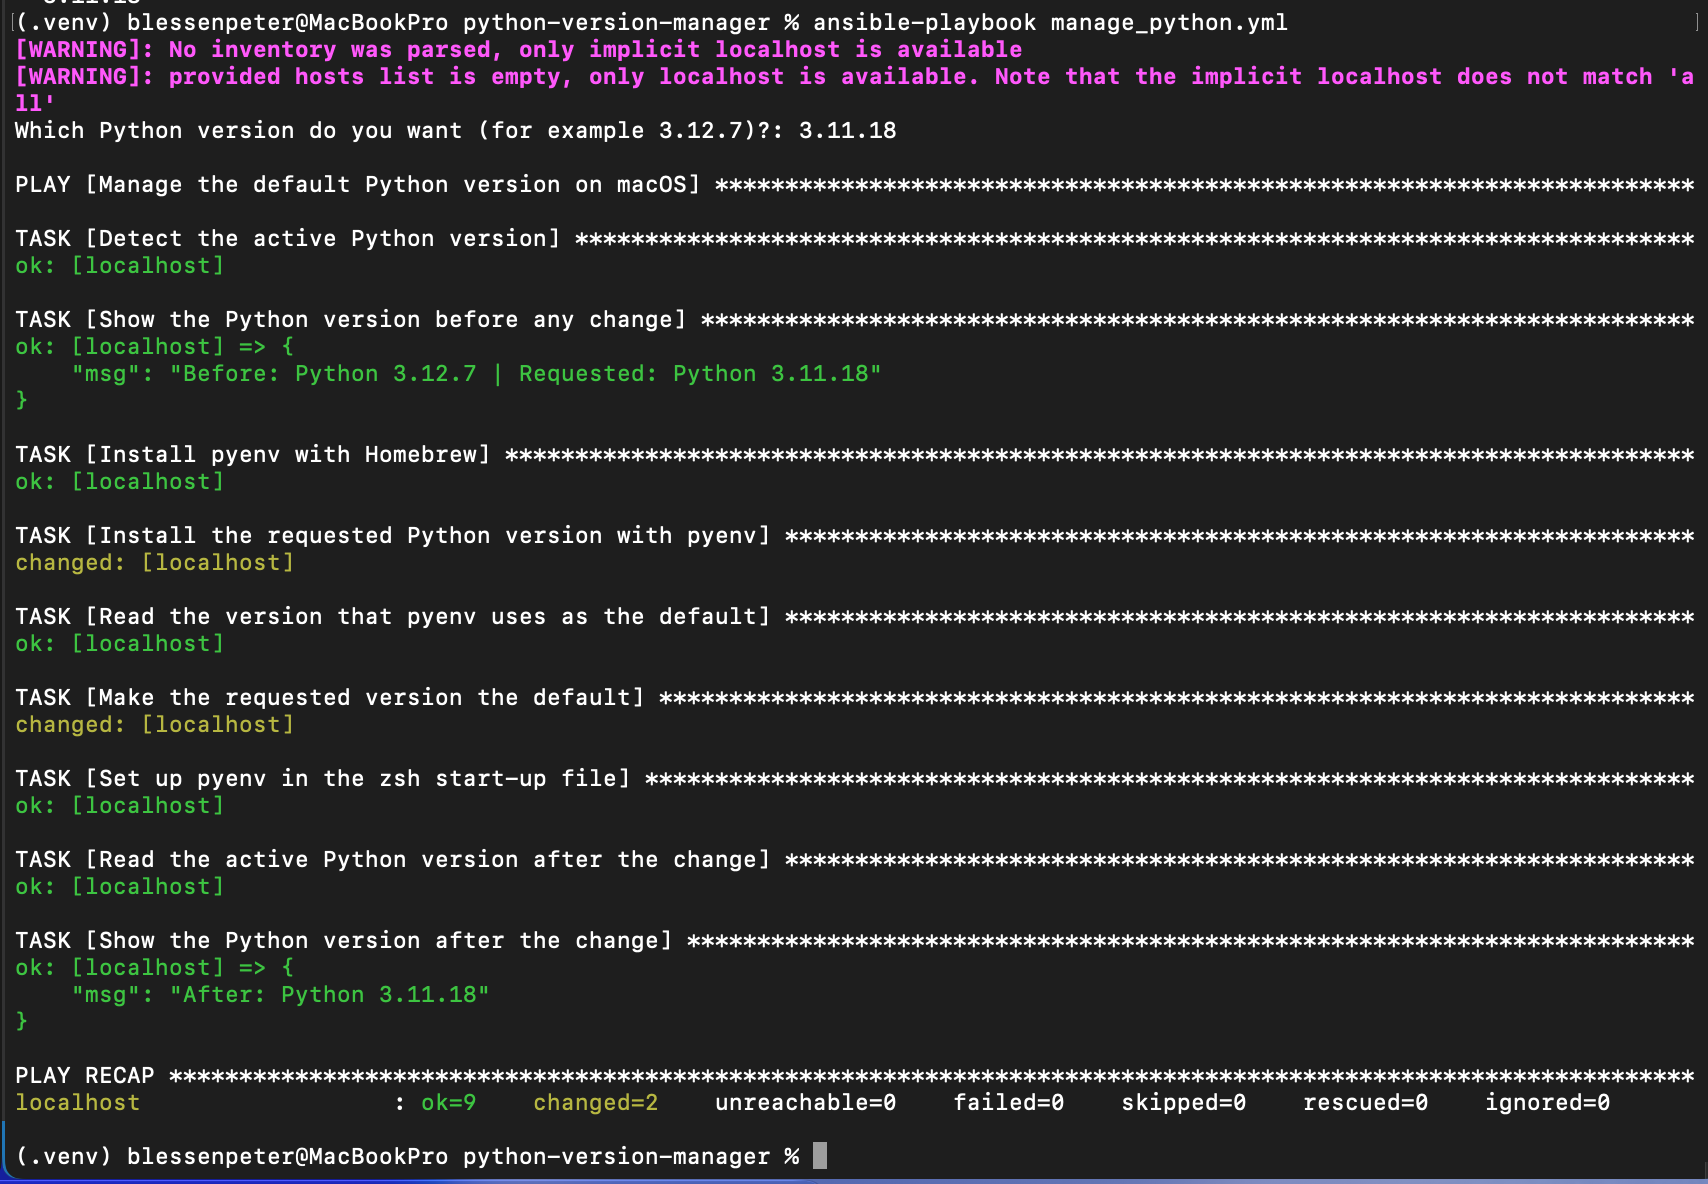 (.venv) blessenpeter@MacBookPro python-version-manager % ansible-playbook manage_python.yml
[WARNING]: No inventory was parsed, only implicit localhost is available
[WARNING]: provided hosts list is empty, only localhost is available. Note that the implicit localhost does not match 'a
ll'
Which Python version do you want (for example 3.12.7)?: 3.11.18
PLAY [Manage the default Python version on macOS] **********************************************************************
TASK [Detect the active Python version] ********************************************************************************
ok: [localhost]
TASK [Show the Python version before any change] ***********************************************************************
ok: [localhost] => {
    "msg": "Before: Python 3.12.7 | Requested: Python 3.11.18"
}
TASK [Install pyenv with Homebrew] *************************************************************************************
ok: [localhost]
TASK [Install the requested Python version with pyenv] *****************************************************************
changed: [localhost]
TASK [Read the version that pyenv uses as the default] *****************************************************************
ok: [localhost]
TASK [Make the requested version the default] **************************************************************************
changed: [localhost]
TASK [Set up pyenv in the zsh start-up file] ***************************************************************************
ok: [localhost]
TASK [Read the active Python version after the change] *****************************************************************
ok: [localhost]
TASK [Show the Python version after the change] ************************************************************************
ok: [localhost] => {
    "msg": "After: Python 3.11.18"
}
PLAY RECAP *************************************************************************************************************
localhost                  : ok=9    changed=2    unreachable=0    failed=0    skipped=0    rescued=0    ignored=0
(.venv) blessenpeter@MacBookPro python-version-manager %